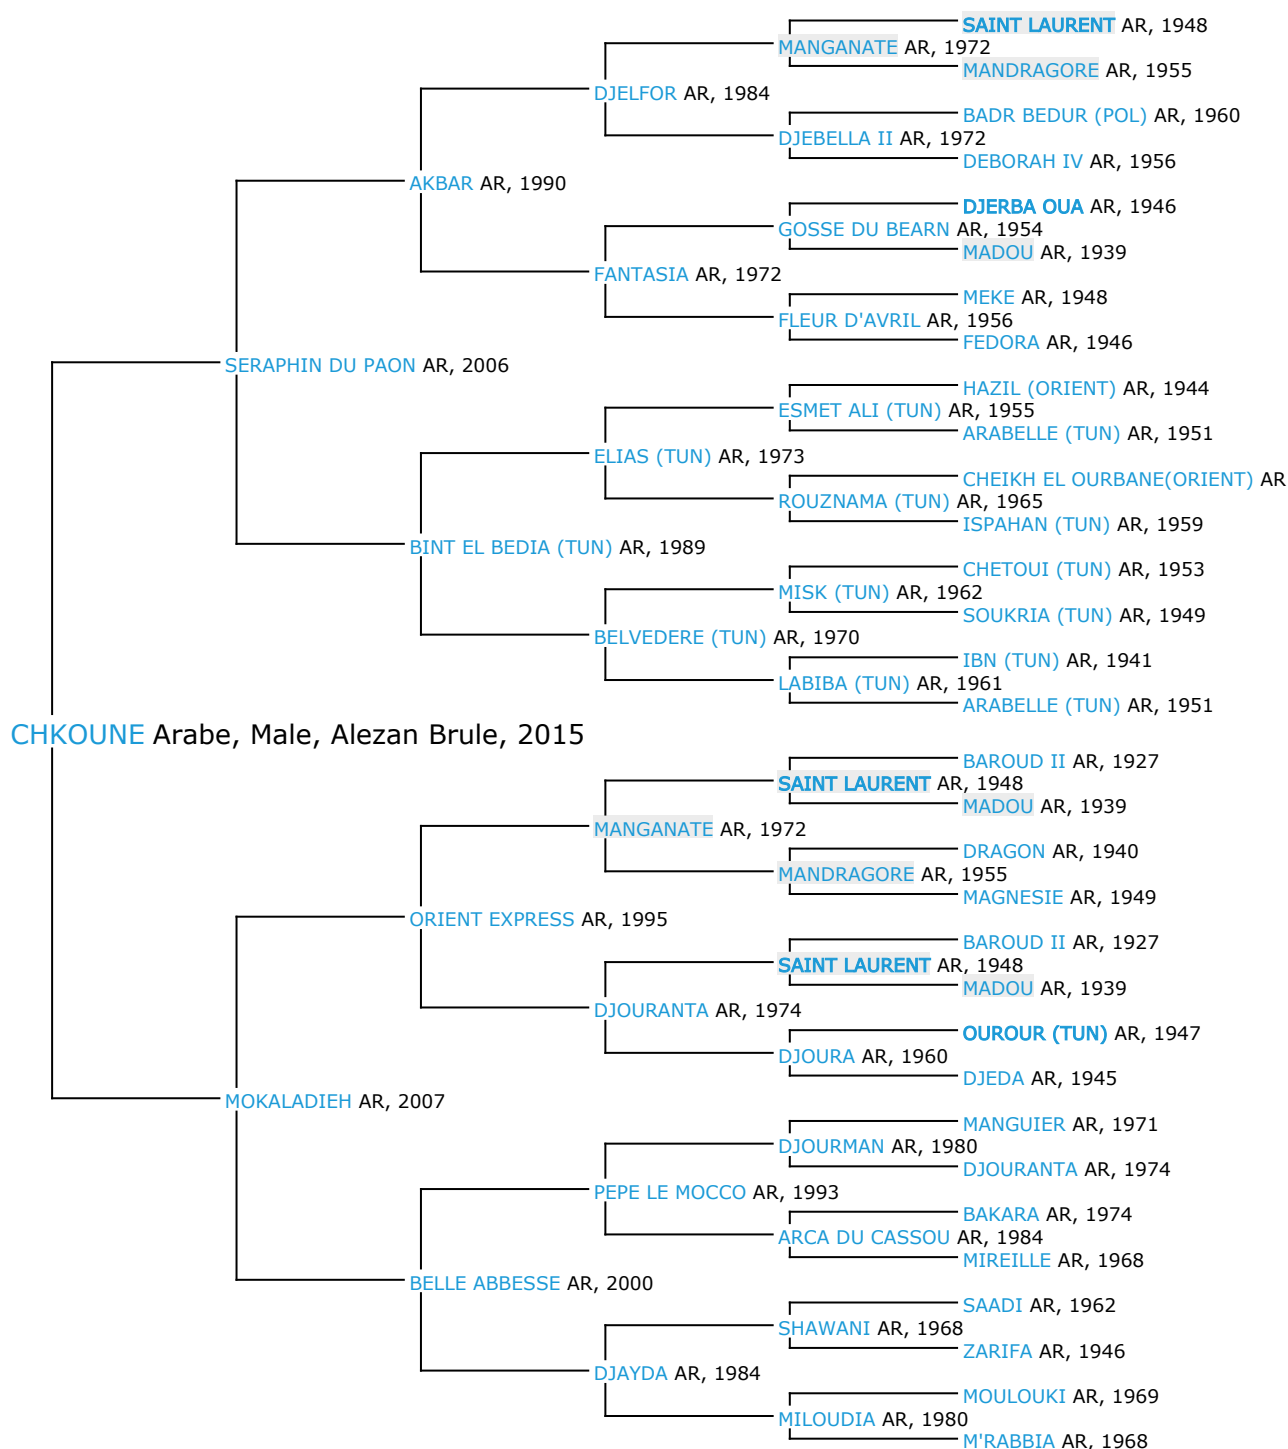 SAINT LAURENT AR, 1948
MANGANATE AR, 1972
MANDRAGORE AR, 1955
DJELFOR AR, 1984
BADR BEDUR (POL) AR, 1960
DJEBELLA II AR, 1972
DEBORAH IV AR, 1956
AKBAR AR, 1990
DJERBA OUA AR, 1946
GOSSE DU BEARN AR, 1954
MADOU AR, 1939
FANTASIA AR, 1972
MEKE AR, 1948
FLEUR D'AVRIL AR, 1956
FEDORA AR, 1946
SERAPHIN DU PAON AR, 2006
HAZIL (ORIENT) AR, 1944
ESMET ALI (TUN) AR, 1955
ARABELLE (TUN) AR, 1951
ELIAS (TUN) AR, 1973
CHEIKH EL OURBANE(ORIENT) AR
ROUZNAMA (TUN) AR, 1965
ISPAHAN (TUN) AR, 1959
BINT EL BEDIA (TUN) AR, 1989
CHETOUI (TUN) AR, 1953
MISK (TUN) AR, 1962
SOUKRIA (TUN) AR, 1949
BELVEDERE (TUN) AR, 1970
IBN (TUN) AR, 1941
LABIBA (TUN) AR, 1961
ARABELLE (TUN) AR, 1951
CHKOUNE Arabe, Male, Alezan Brule, 2015
BAROUD II AR, 1927
SAINT LAURENT AR, 1948
MADOU AR, 1939
MANGANATE AR, 1972
DRAGON AR, 1940
MANDRAGORE AR, 1955
MAGNESIE AR, 1949
ORIENT EXPRESS AR, 1995
BAROUD II AR, 1927
SAINT LAURENT AR, 1948
MADOU AR, 1939
DJOURANTA AR, 1974
OUROUR (TUN) AR, 1947
DJOURA AR, 1960
DJEDA AR, 1945
MOKALADIEH AR, 2007
MANGUIER AR, 1971
DJOURMAN AR, 1980
DJOURANTA AR, 1974
PEPE LE MOCCO AR, 1993
BAKARA AR, 1974
ARCA DU CASSOU AR, 1984
MIREILLE AR, 1968
BELLE ABBESSE AR, 2000
SAADI AR, 1962
SHAWANI AR, 1968
ZARIFA AR, 1946
DJAYDA AR, 1984
MOULOUKI AR, 1969
MILOUDIA AR, 1980
M'RABBIA AR, 1968